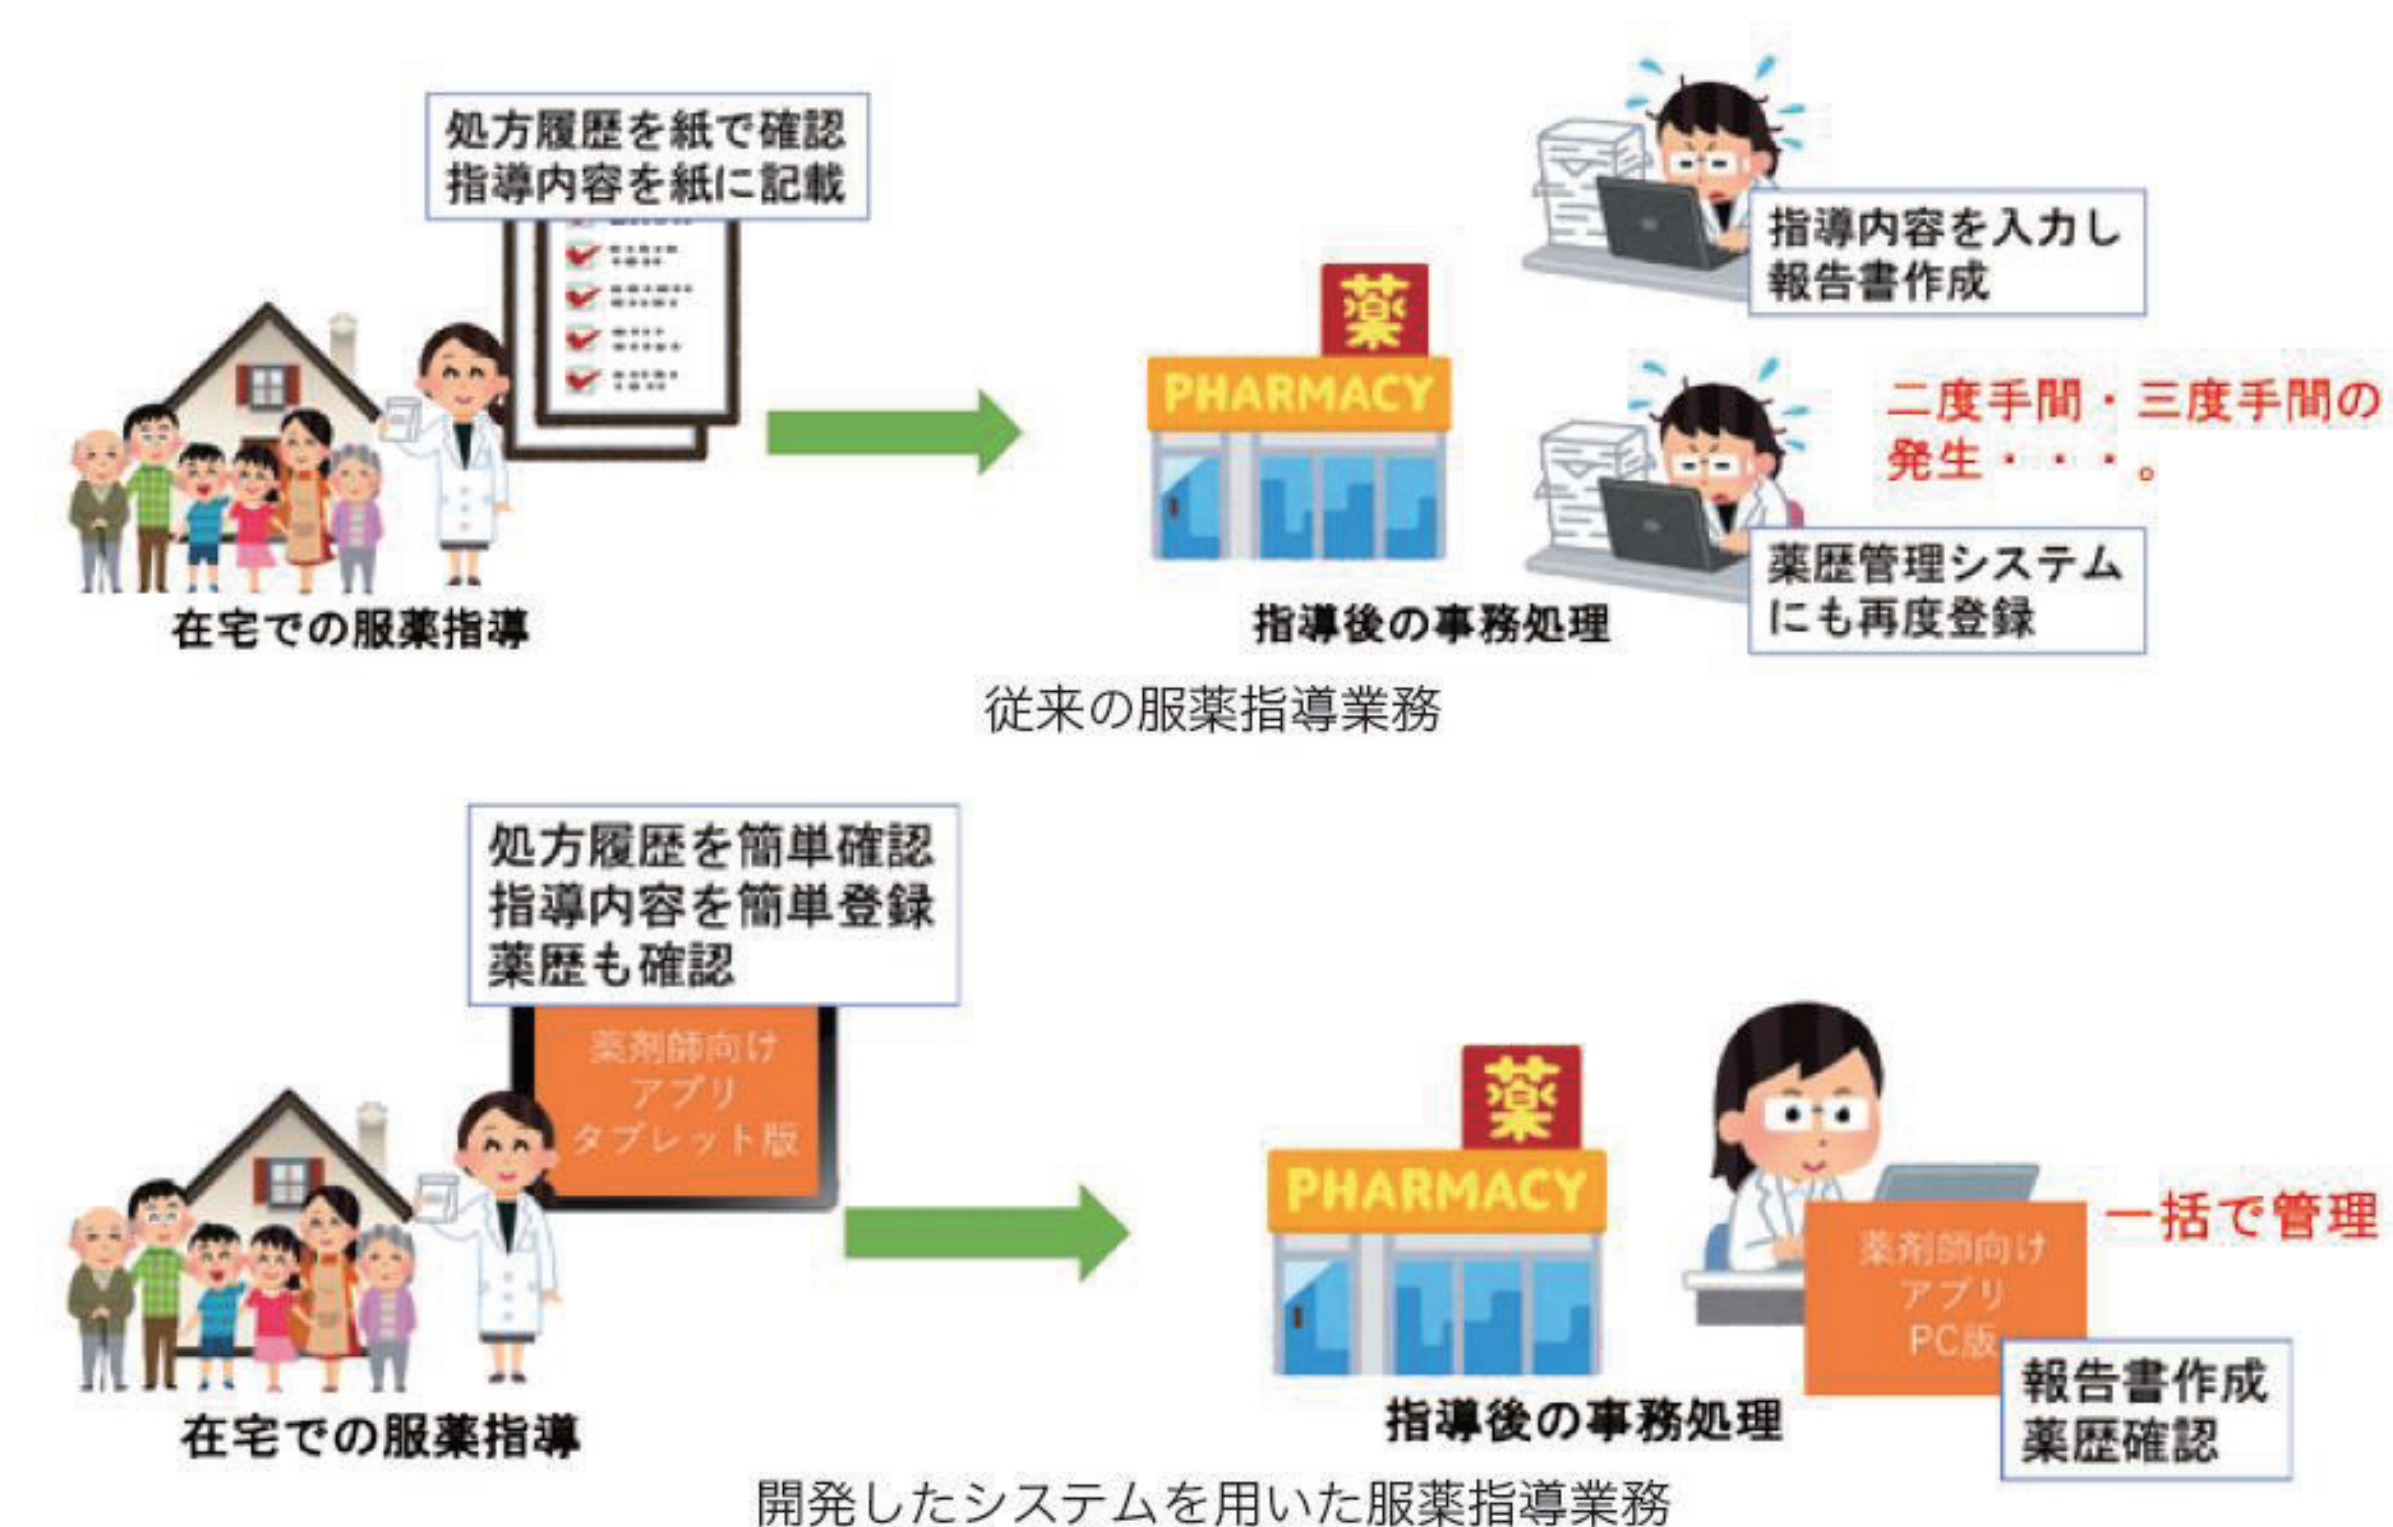 処方履歴を紙で確認
指導内容を紙に記載
指導内容を入力し
報告書作成
薬
PHARMACY
二度手間・三度手間の
発生・・・。
薬歴管理システム
にも再度登録
在宅での服薬指導
指導後の事務処理
従来の服薬指導業務
処方履歴を簡単確認
指導内容を簡単登録
薬歴も確認
薬剤師向け
アプリ
タブレット版
薬
PHARMACY
一括で管理
薬剤師向け
アプリ
PC版
報告書作成
薬歴確認
在宅での服薬指導
指導後の事務処理
開発したシステムを用いた服薬指導業務